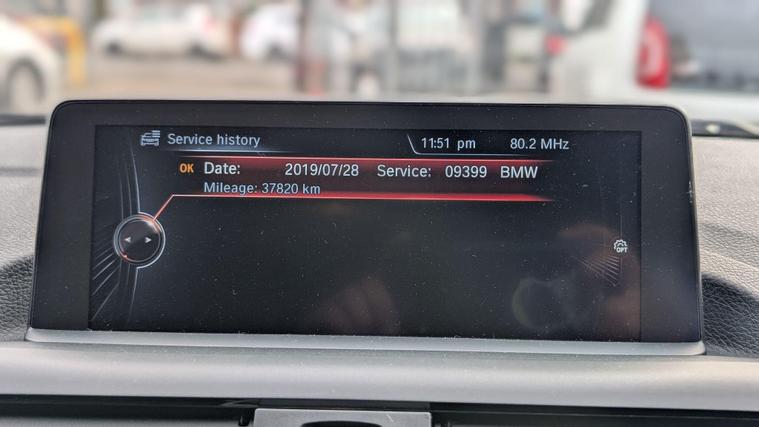 Service history 11:51 pm 80.2 MHz
OK Date: 2019/07/28 Service: 09399 BMW
Mileage: 37820 km
OPT